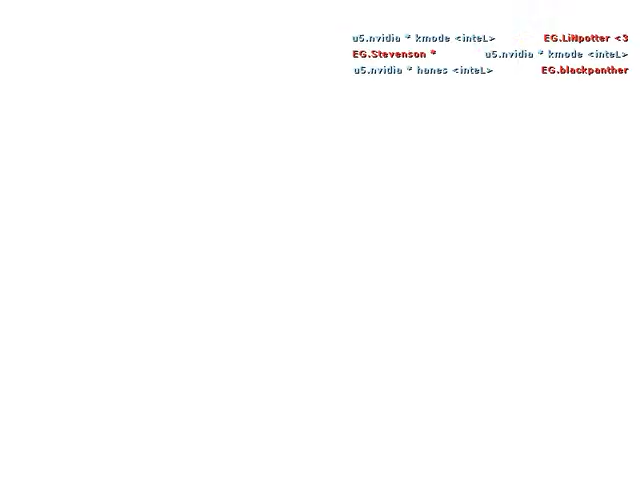 u5.nvidia * kmode <inteL> EG.LiNpotter <3
EG.Stevenson * u5.nvidia * kmode <inteL>
u5.nvidia * hanes <inteL> EG.blackpanther